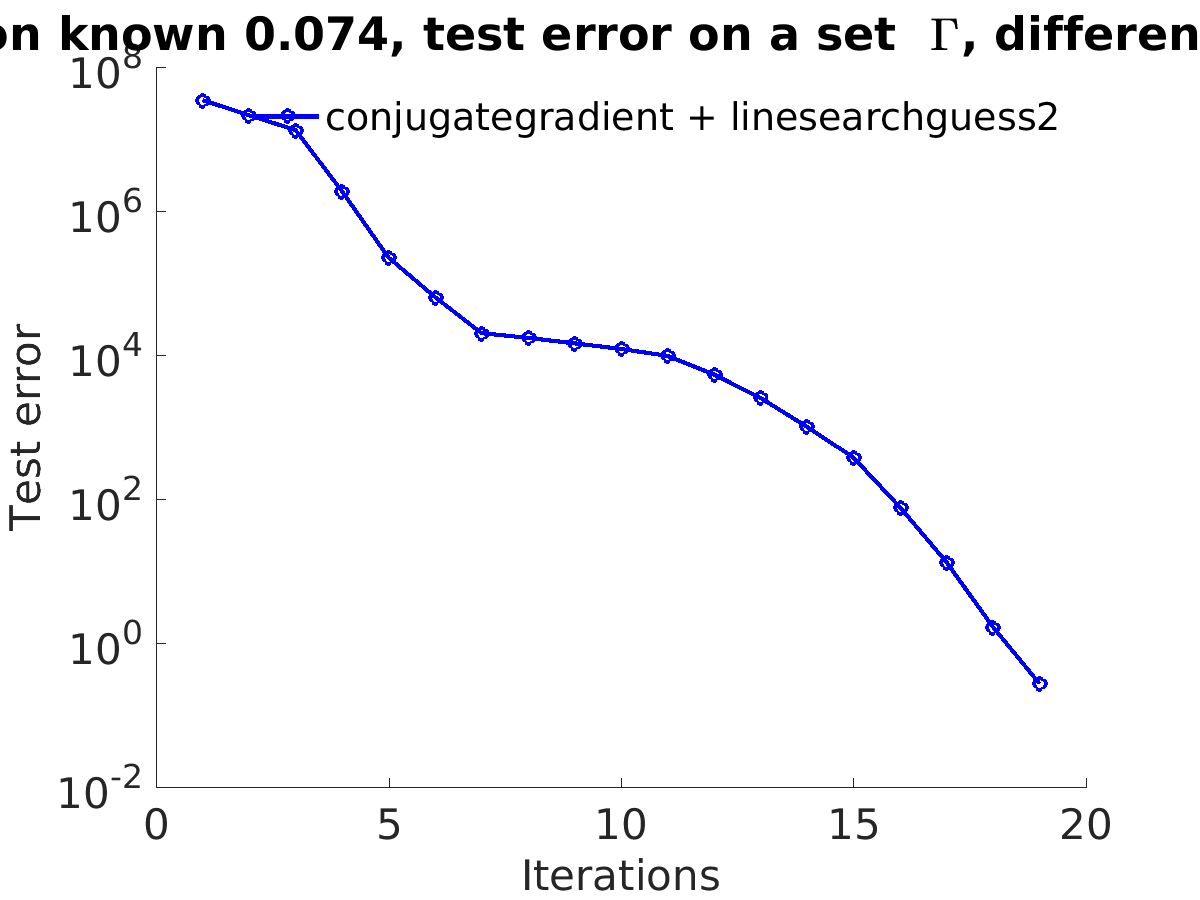 on known 0.074, test error on a set Γ, differen
10^8
conjugategradient + linesearchguess2
10^6
10^4
10^2
10^0
10^-2
Test error
0 5 10 15 20
Iterations